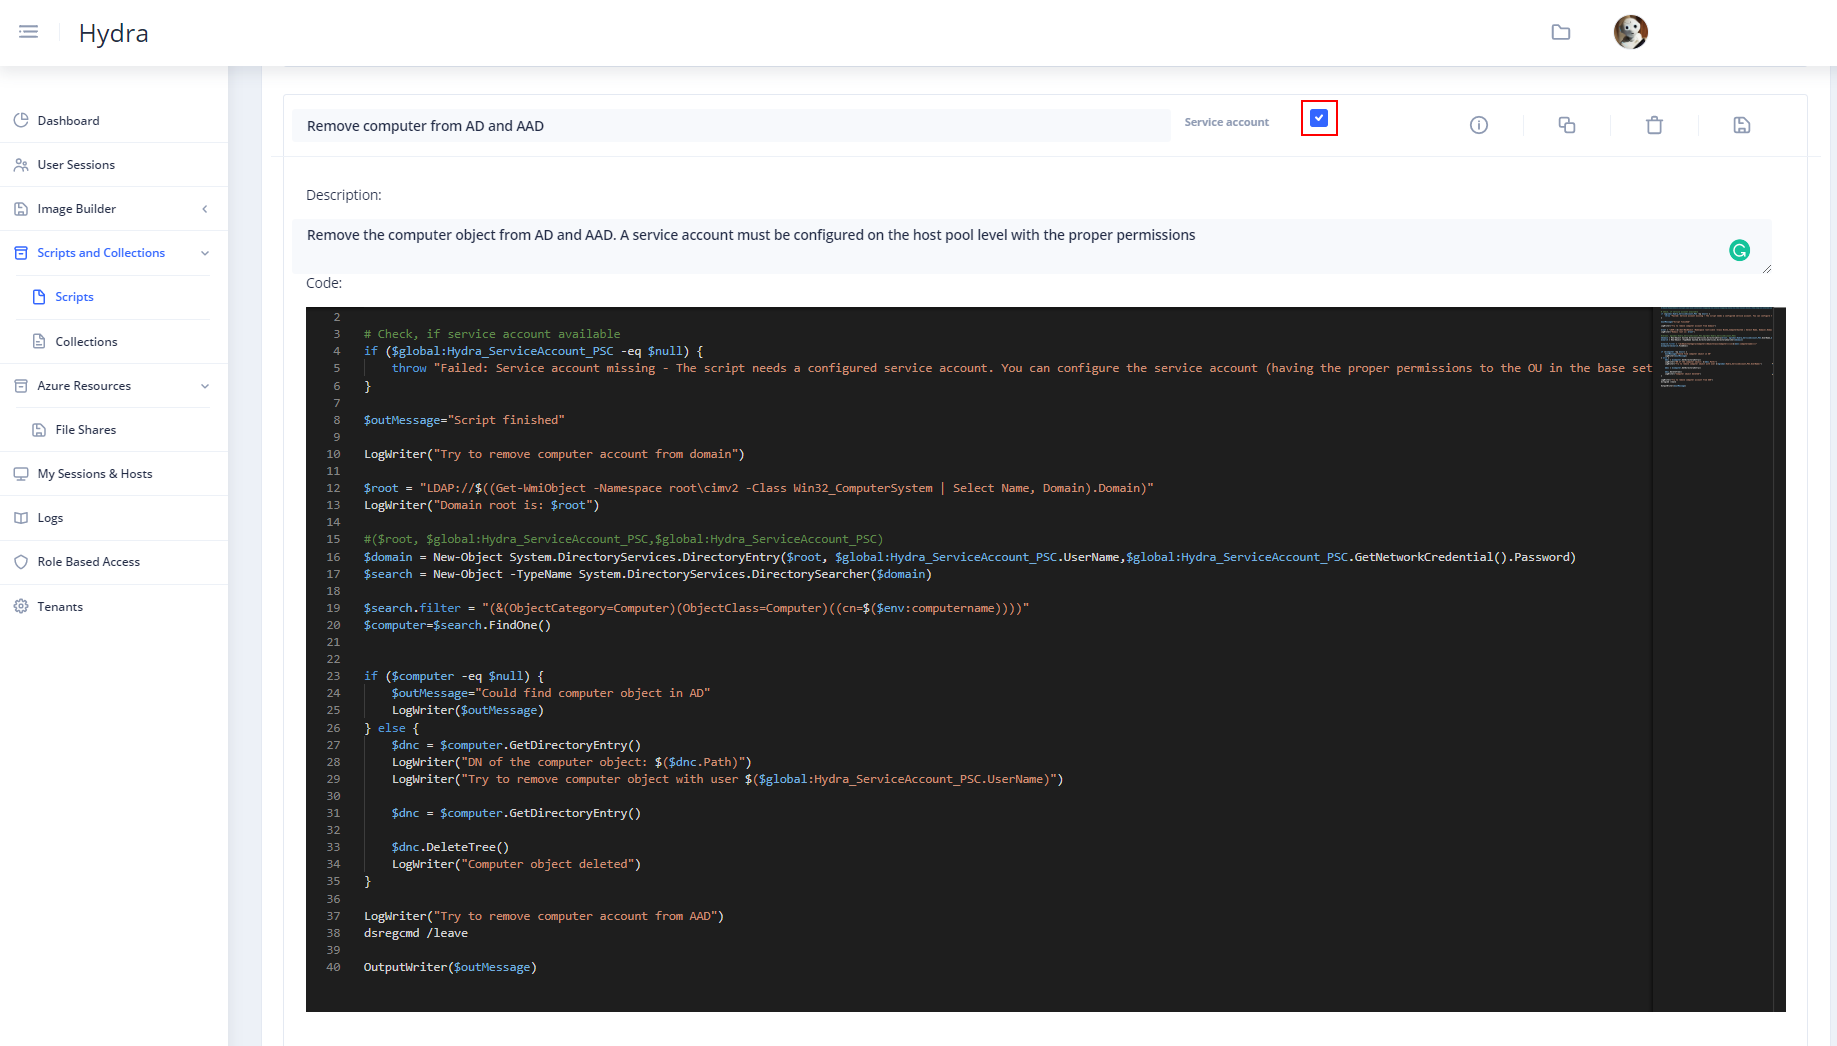 Hydra
Dashboard
User Sessions
Image Builder
Scripts and Collections
Scripts
Collections
Azure Resources
File Shares
My Sessions & Hosts
Logs
Role Based Access
Tenants
Remove computer from AD and AAD
Service account
Description:
Remove the computer object from AD and AAD. A service account must be configured on the host pool level with the proper permissions
Code:
2
3 # Check, if service account available
4 if ($global:Hydra_ServiceAccount_PSC -eq $null) {
5 throw "Failed: Service account missing - The script needs a configured service account. You can configure the service account (having the proper permissions to the OU in the base set
6 }
7
8 $outMessage="Script finished"
9
10 LogWriter("Try to remove computer account from domain")
11
12 $root = "LDAP://$((Get-WmiObject -Namespace root\cimv2 -Class Win32_ComputerSystem | Select Name, Domain).Domain)"
13 LogWriter("Domain root is: $root")
14
15 #($root, $global:Hydra_ServiceAccount_PSC,$global:Hydra_ServiceAccount_PSC)
16 $domain = New-Object System.DirectoryServices.DirectoryEntry($root, $global:Hydra_ServiceAccount_PSC.UserName,$global:Hydra_ServiceAccount_PSC.GetNetworkCredential().Password)
17 $search = New-Object -TypeName System.DirectoryServices.DirectorySearcher($domain)
18
19 $search.filter = "(&(ObjectCategory=Computer)(ObjectClass=Computer)((cn=$($env:computername))))"
20 $computer=$search.FindOne()
21
22
23 if ($computer -eq $null) {
24 $outMessage="Could find computer object in AD"
25 LogWriter($outMessage)
26 } else {
27 $dnc = $computer.GetDirectoryEntry()
28 LogWriter("DN of the computer object: $($dnc.Path)")
29 LogWriter("Try to remove computer object with user $($global:Hydra_ServiceAccount_PSC.UserName)")
30
31 $dnc = $computer.GetDirectoryEntry()
32
33 $dnc.DeleteTree()
34 LogWriter("Computer object deleted")
35 }
36
37 LogWriter("Try to remove computer account from AAD")
38 dsregcmd /leave
39
40 OutputWriter($outMessage)